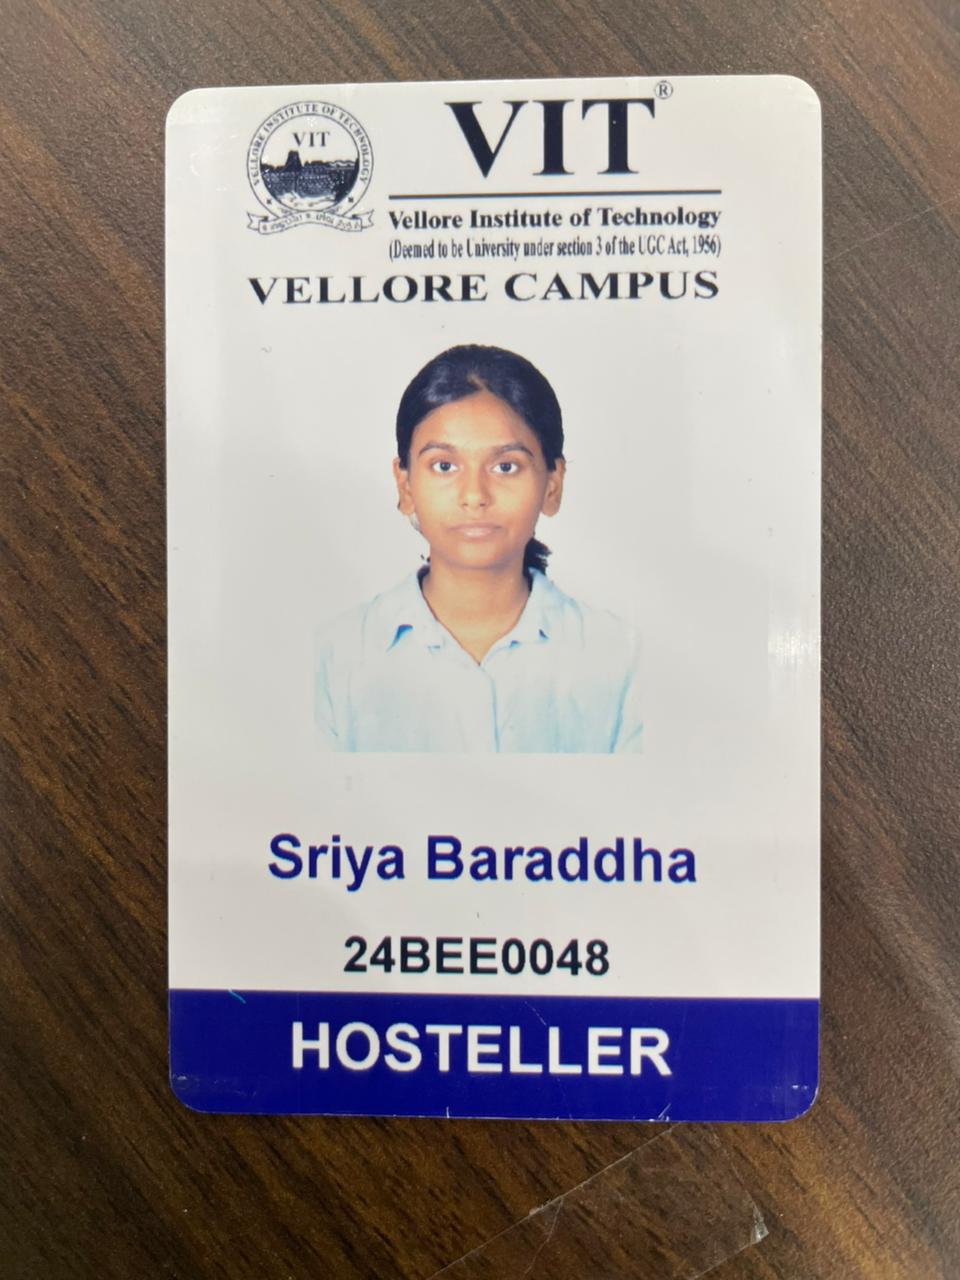 VELLORE INSTITUTE OF TECHNOLOGY
VIT
VIT®
Vellore Institute of Technology
(Deemed to be University under section 3 of the UGC Act, 1956)
VELLORE CAMPUS
Sriya Baraddha
24BEE0048
HOSTELLER